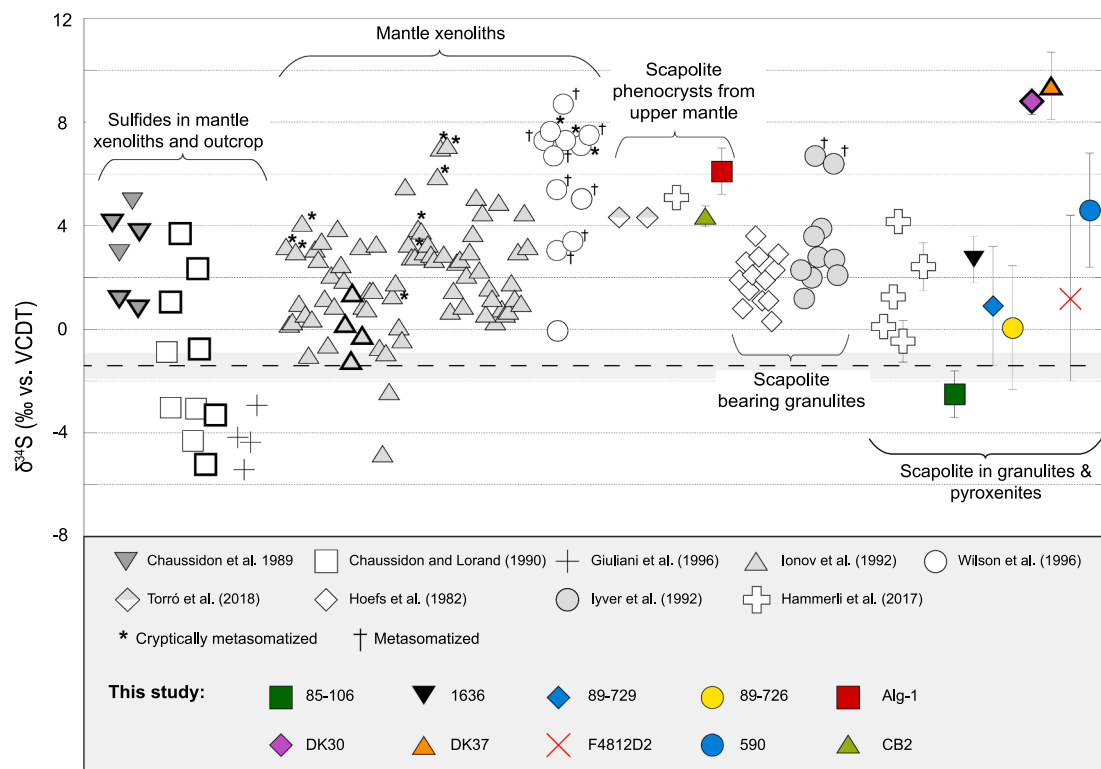 12
8
4
0
-4
-8
δ³⁴S (‰ vs. VCDT)
Mantle xenoliths
Sulfides in mantle
xenoliths and outcrop
Scapolite
phenocrysts from
upper mantle
Scapolite
bearing granulites
Scapolite in granulites &
pyroxenites
Chaussidon et al. 1989
Chaussidon and Lorand (1990)
Giuliani et al. (1996)
Ionov et al. (1992)
Wilson et al. (1996)
Torró et al. (2018)
Hoefs et al. (1982)
Iyver et al. (1992)
Hammerli et al. (2017)
* Cryptically metasomatized
† Metasomatized
This study:
85-106
1636
89-729
89-726
Alg-1
DK30
DK37
F4812D2
590
CB2